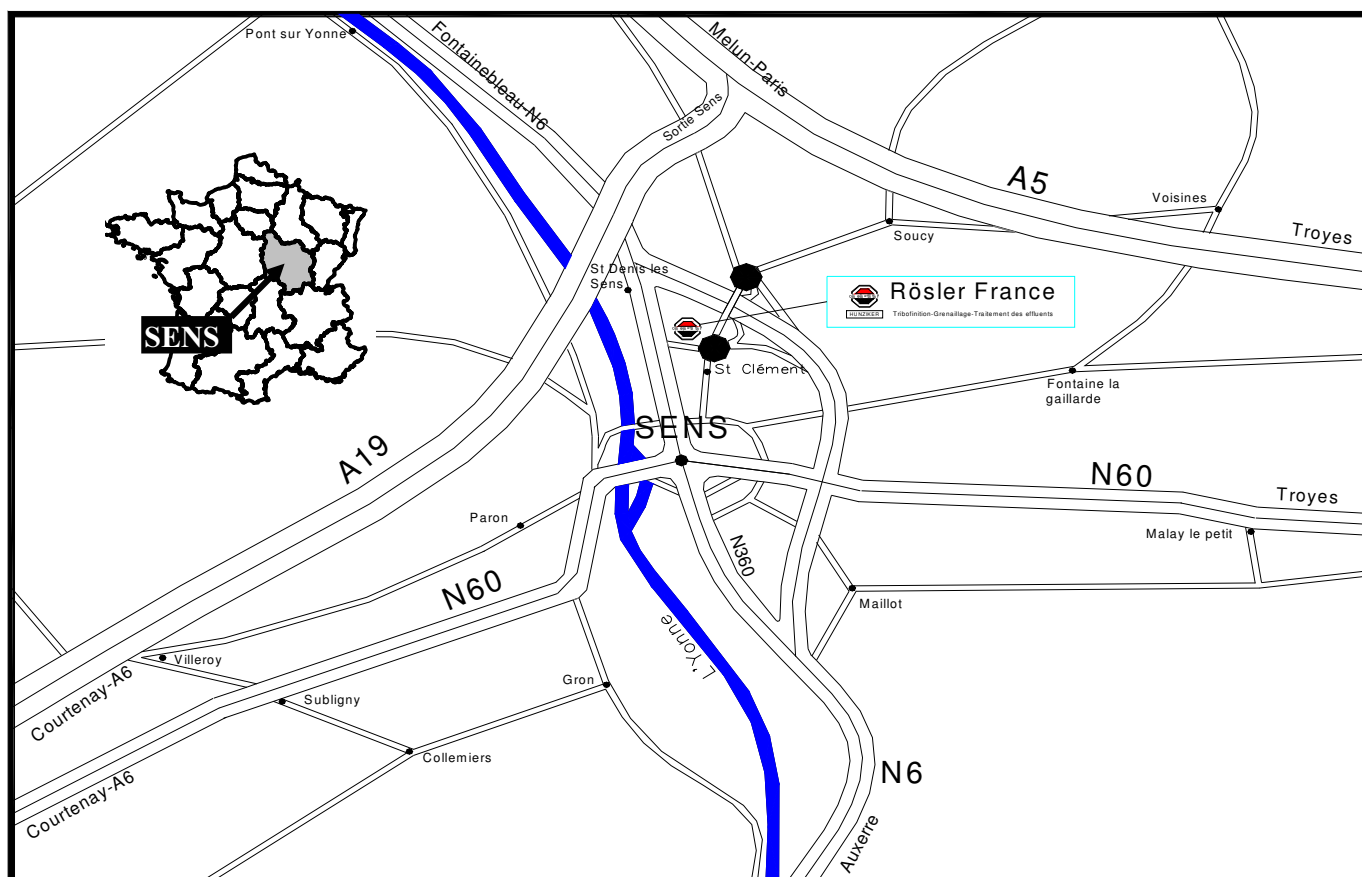 Pont sur Yonne
Fontainebleau-N6
Melun-Paris
Sortie Sens
A5
Troyes
Voisines
Soucy
St Denis les
Sens
Rösler France
HUNZIKER
Tribofinition-Grenaillage-Traitement des effluents
SENS
St Clément
Fontaine la
gaillarde
SENS
A19
N60
Troyes
Paron
Malay le petit
N360
N60
Maillot
L'Yonne
Villeroy
Gron
Subligny
Courtenay-A6
Collemiers
N6
Courtenay-A6
Auxerre